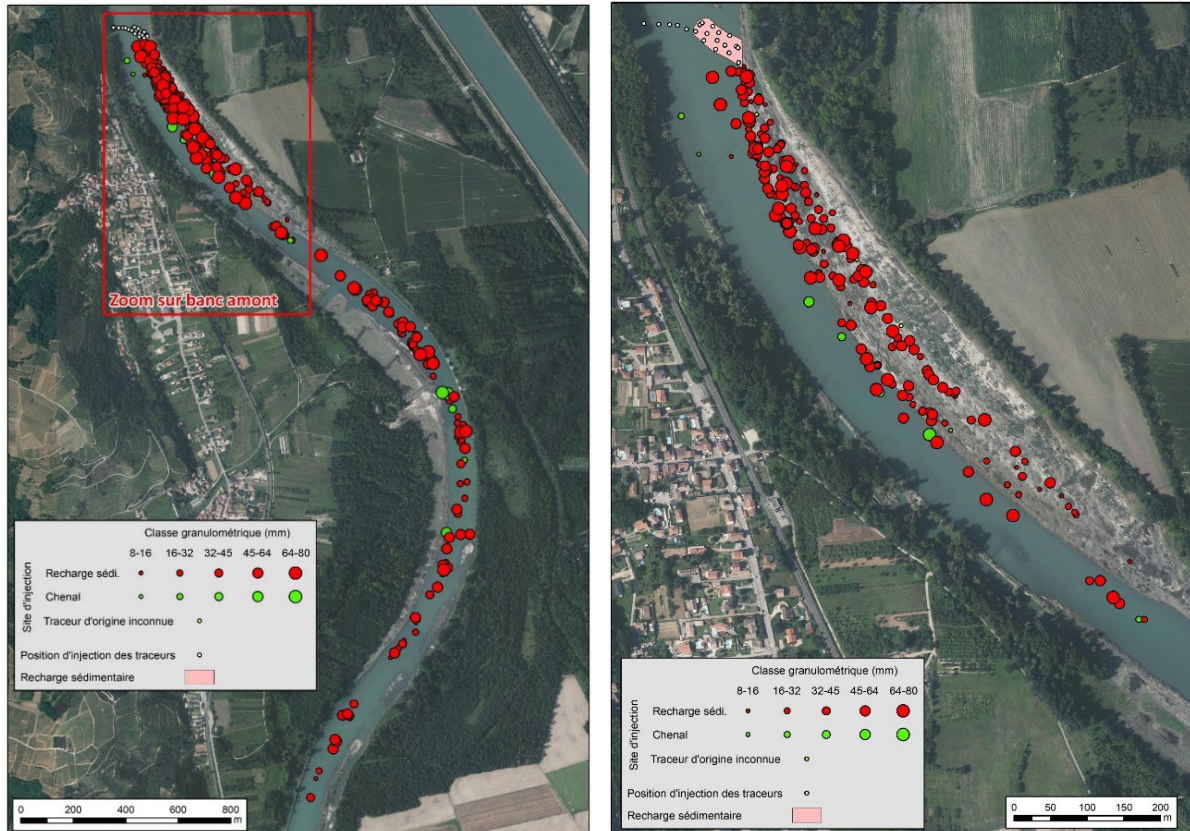 Zoom sur banc amont
Classe granulométrique (mm)
8-16 16-32 32-45 45-64 64-80
Site d'injection
Recharge sédi.
Chenal
Traceur d'origine inconnue
Position d'injection des traceurs
Recharge sédimentaire
0 200 400 600 800
m
Classe granulométrique (mm)
8-16 16-32 32-45 45-64 64-80
Site d'injection
Recharge sédi.
Chenal
Traceur d'origine inconnue
Position d'injection des traceurs
Recharge sédimentaire
0 50 100 150 200
m